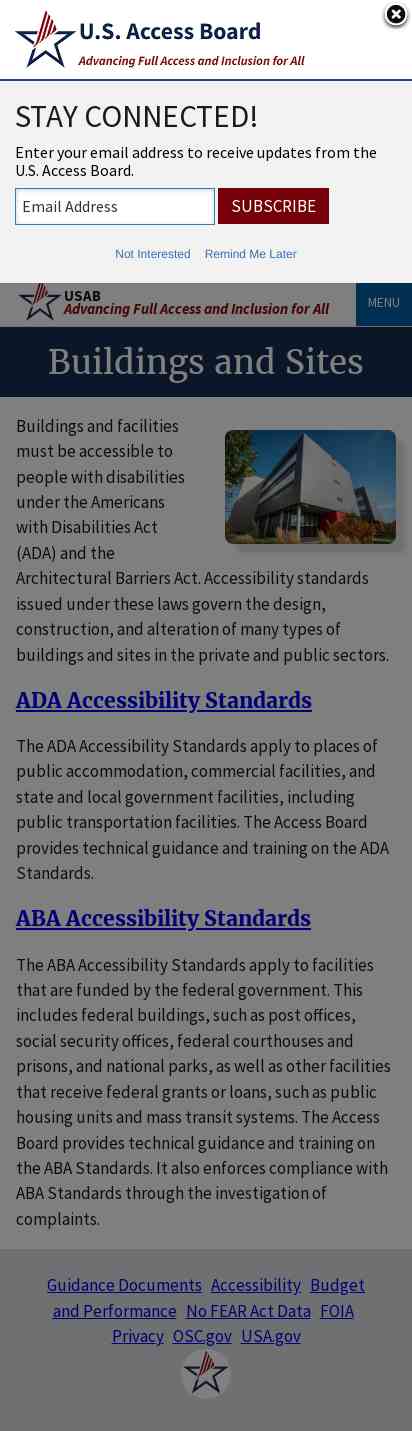 U.S. Access Board
Advancing Full Access and Inclusion for All
STAY CONNECTED!
Enter your email address to receive updates from the
U.S. Access Board.
Email Address
SUBSCRIBE
Not Interested
Remind Me Later
USAB
Advancing Full Access and Inclusion for All
MENU
Buildings and Sites
Buildings and facilities
must be accessible to
people with disabilities
under the Americans
with Disabilities Act
(ADA) and the
Architectural Barriers Act. Accessibility standards
issued under these laws govern the design,
construction, and alteration of many types of
buildings and sites in the private and public sectors.
ADA Accessibility Standards
The ADA Accessibility Standards apply to places of
public accommodation, commercial facilities, and
state and local government facilities, including
public transportation facilities. The Access Board
provides technical guidance and training on the ADA
Standards.
ABA Accessibility Standards
The ABA Accessibility Standards apply to facilities
that are funded by the federal government. This
includes federal buildings, such as post offices,
social security offices, federal courthouses and
prisons, and national parks, as well as other facilities
that receive federal grants or loans, such as public
housing units and mass transit systems. The Access
Board provides technical guidance and training on
the ABA Standards. It also enforces compliance with
ABA Standards through the investigation of
complaints.
Guidance Documents Accessibility Budget
and Performance No FEAR Act Data FOIA
Privacy OSC.gov USA.gov